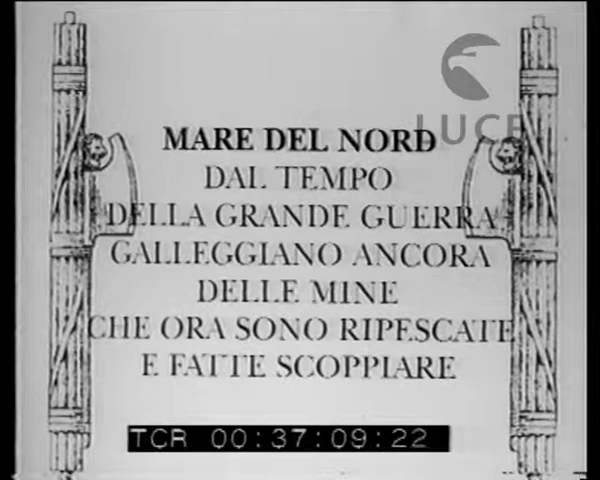 LUCE
MARE DEL NORD
DAL TEMPO
DELLA GRANDE GUERRA
GALLEGGIANO ANCORA
DELLE MINE
CHE ORA SONO RIPESCATE
E FATTE SCOPPIARE
TCR 00:37:09:22